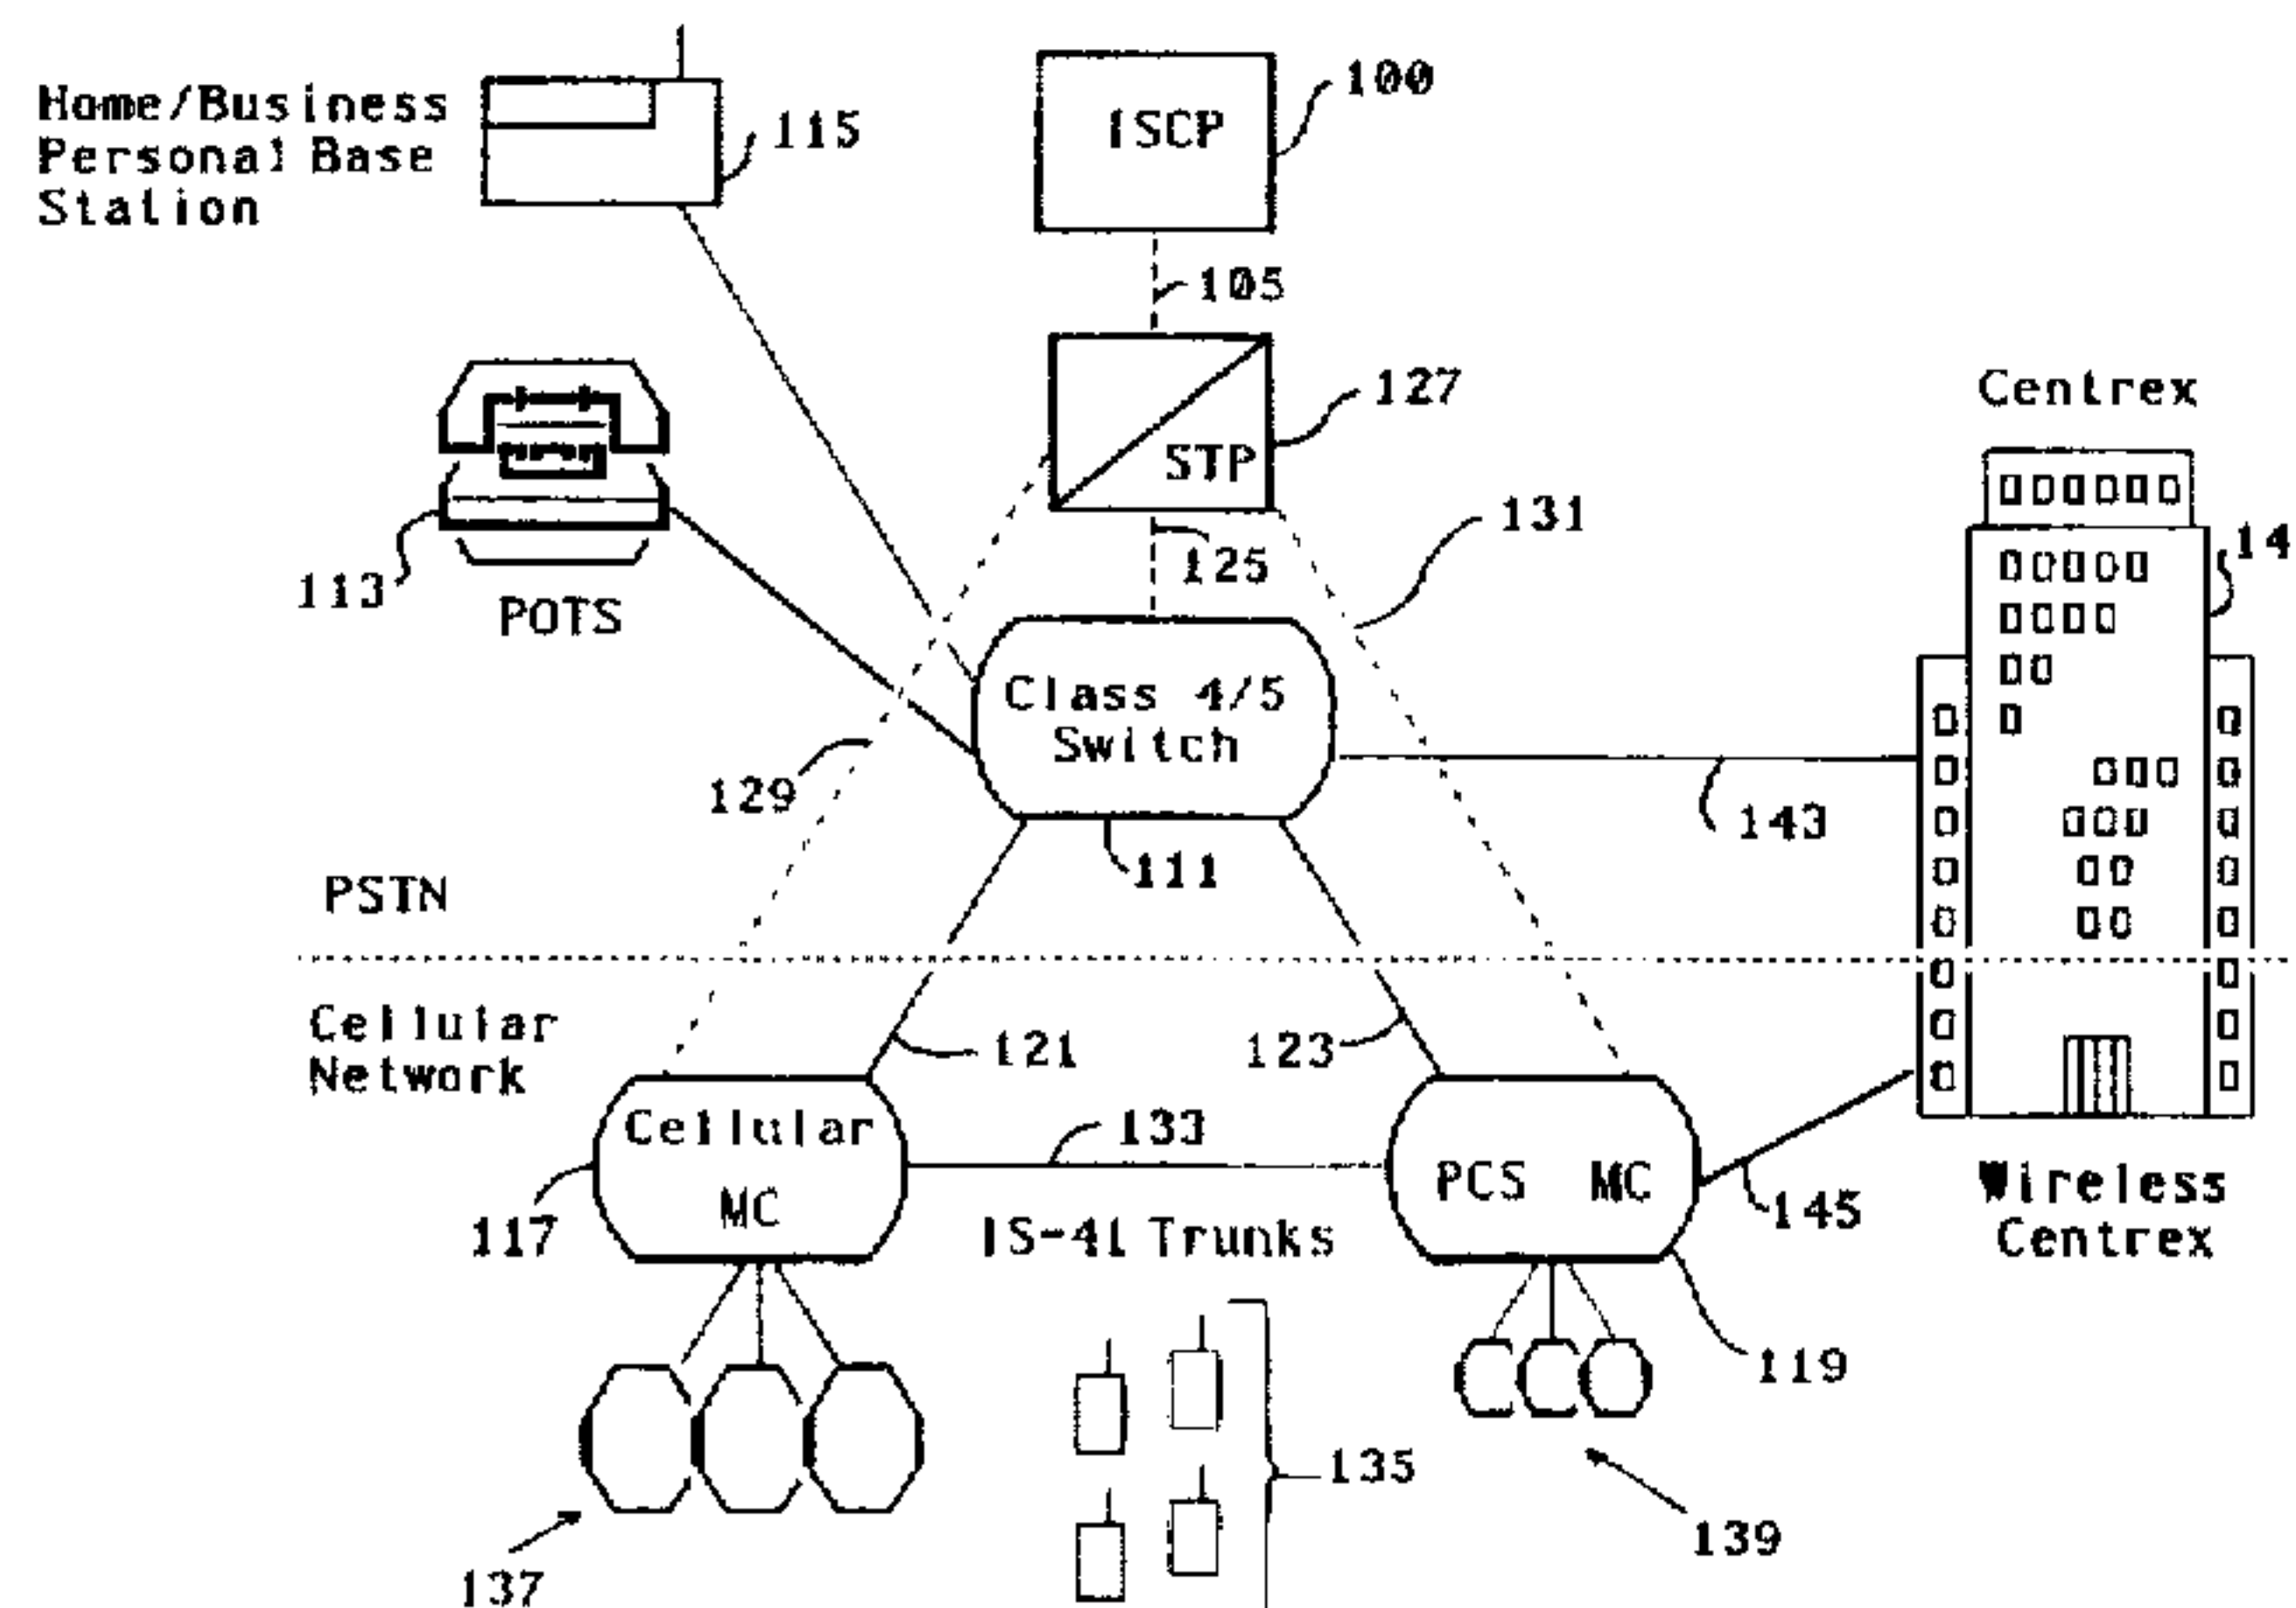 Home/Business
Personal Base
Station
115
ISCP
100
105
STP
127
Centrex
113
POTS
125
131
14
Class 4/5
Switch
129
143
111
PSTN
Cellular
Network
121
123
Cellular
MC
133
PCS MC
117
IS-41 Trunks
145
Wireless
Centrex
119
135
139
137